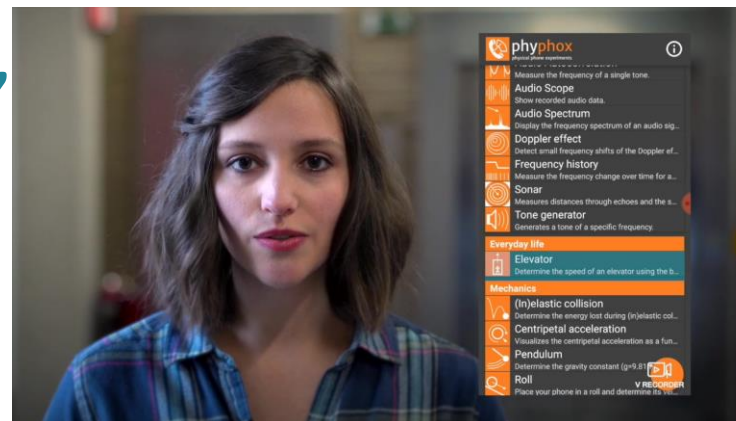 phyphox
physical phone experiments
Measure the frequency of a single tone.
Audio Scope
Show recorded audio data.
Audio Spectrum
Display the frequency spectrum of an audio sig...
Doppler effect
Detect small frequency shifts of the Doppler ef...
Frequency history
Measure the frequency change over time for a...
Sonar
Measures distances through echoes and the s...
Tone generator
Generates a tone of a specific frequency.
Everyday life
Elevator
Determine the speed of an elevator using the b...
Mechanics
(In)elastic collision
Determine the energy lost during (in)elastic col...
Centripetal acceleration
Visualizes the centripetal acceleration as a fun...
Pendulum
Determine the gravity constant (g=9.81
Roll
V RECORDER
Place your phone in a roll and determine its